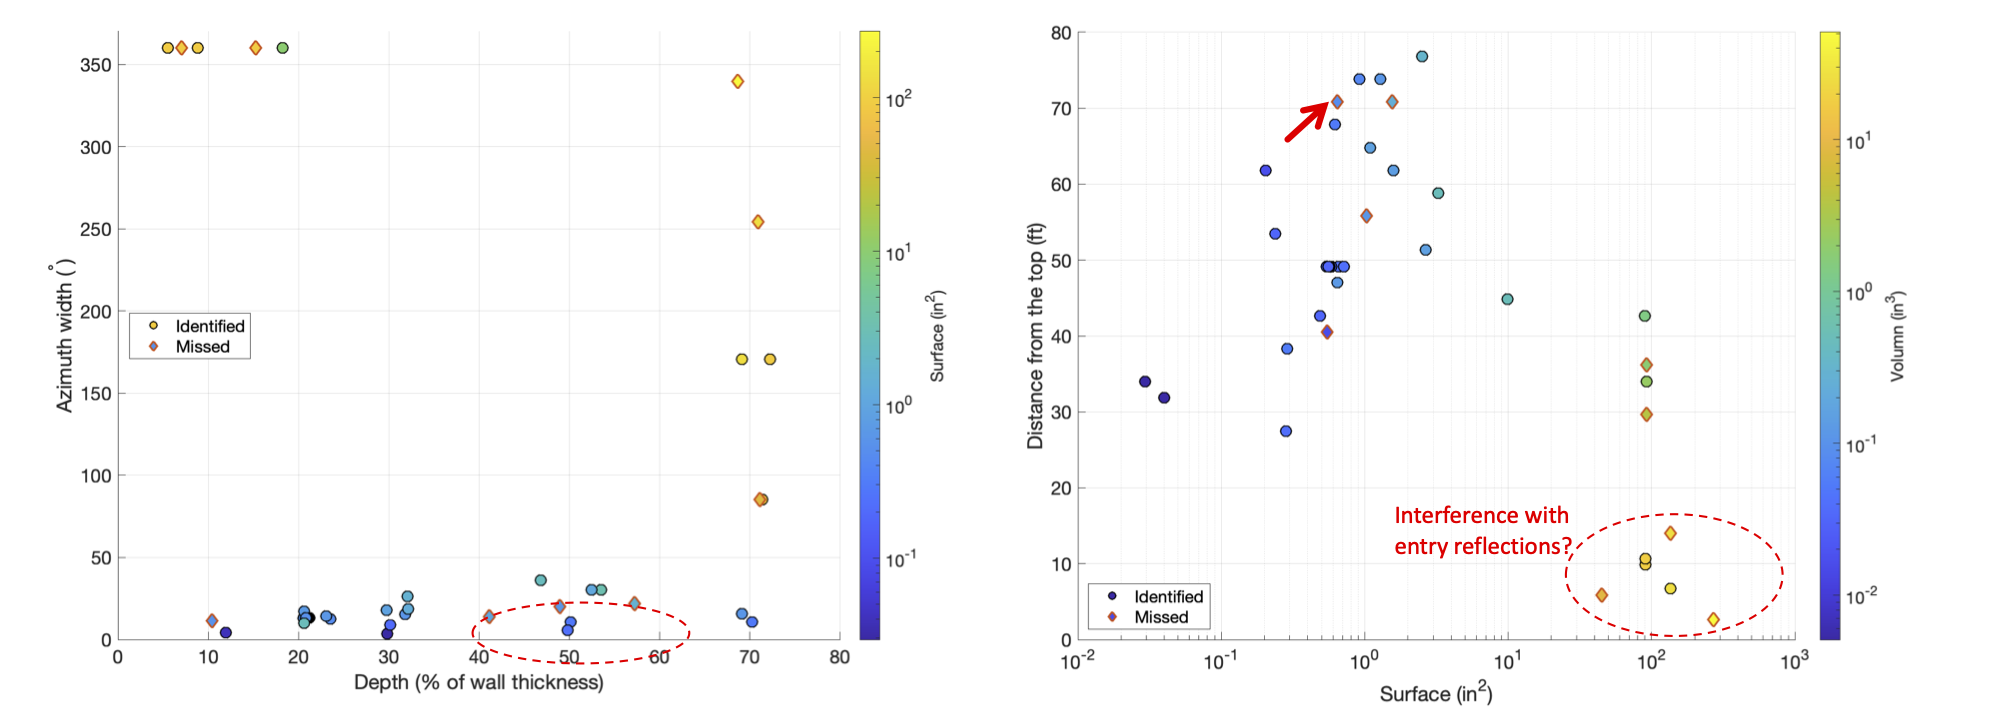 350
300
250
200
150
100
50
0
Azimuth width (°)
Identified
Missed
0 10 20 30 40 50 60 70 80
Depth (% of wall thickness)
10²
10¹
10⁰
10⁻¹
Surface (in²)
80
70
60
50
40
30
20
10
0
Distance from the top (ft)
Interference with
entry reflections?
Identified
Missed
10⁻² 10⁻¹ 10⁰ 10¹ 10² 10³
Surface (in²)
10¹
10⁰
10⁻¹
10⁻²
Volumn (in³)